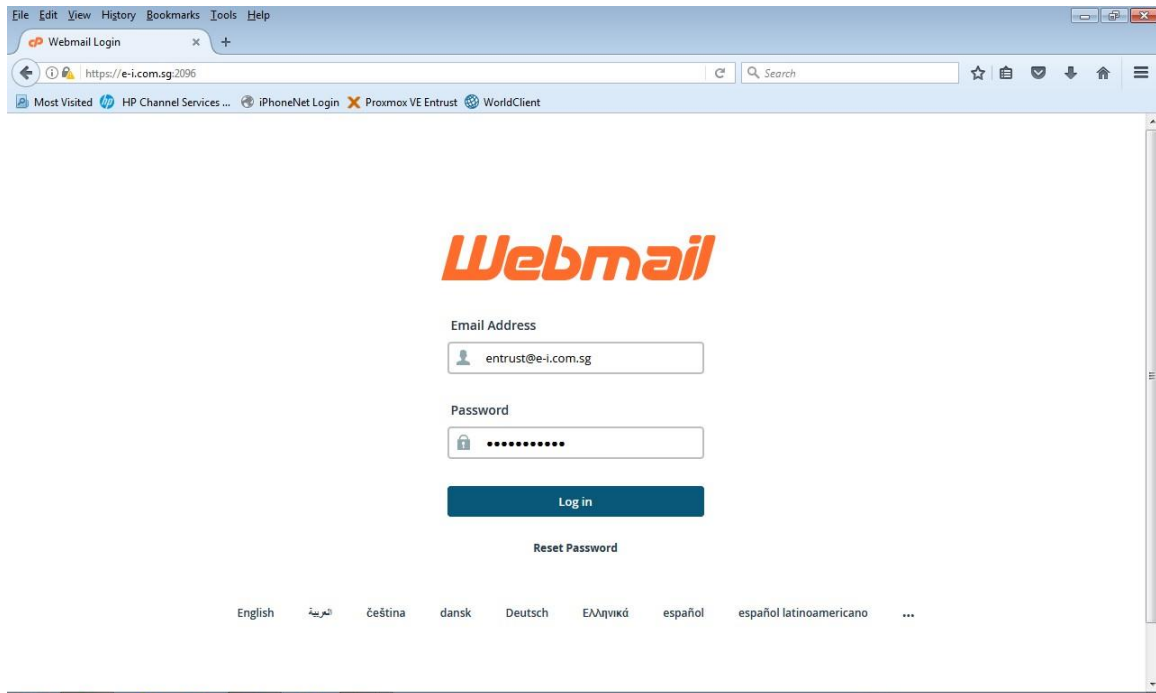 File Edit View History Bookmarks Tools Help
cP Webmail Login × +
https://e-i.com.sg:2096 Search
Most Visited HP Channel Services ... iPhoneNet Login Proxmox VE Entrust WorldClient
Webmail
Email Address
entrust@e-i.com.sg
Password
•••••••••••
Log in
Reset Password
English العربية čeština dansk Deutsch Ελληνικά español español latinoamericano ...